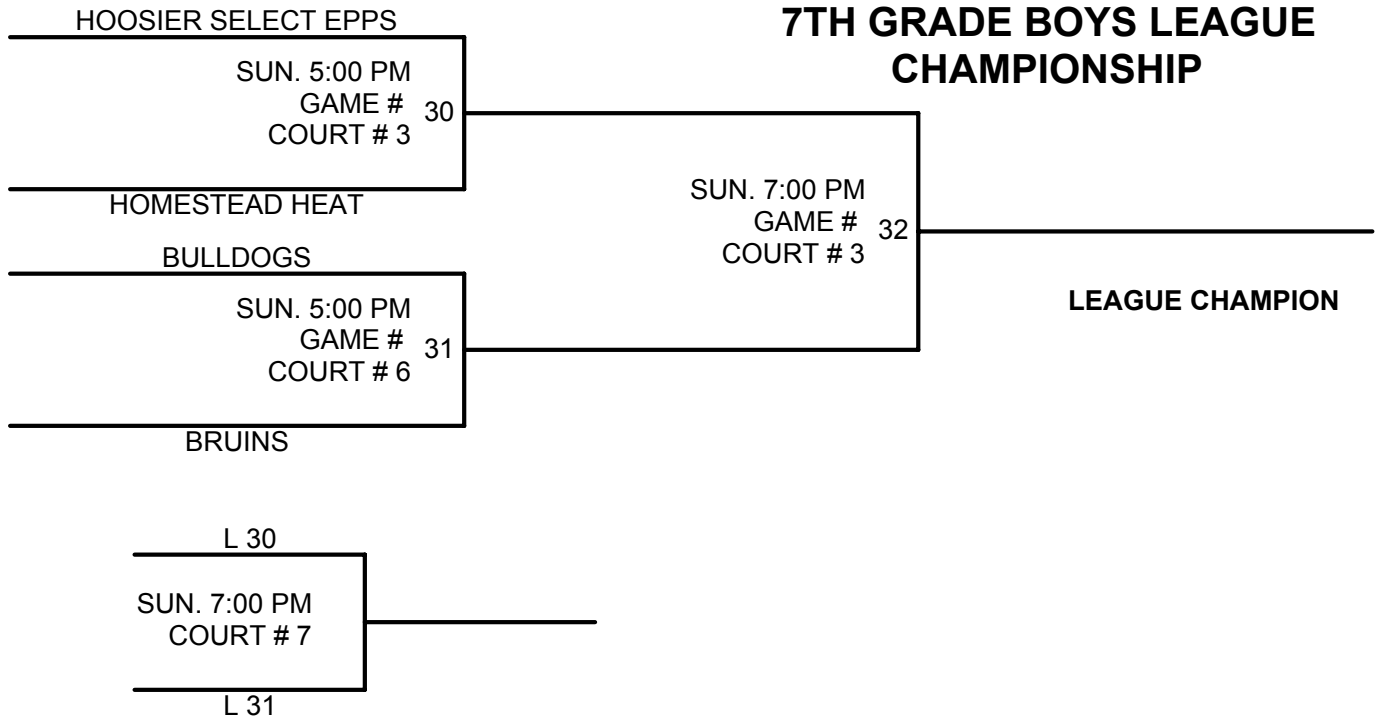 7TH GRADE BOYS LEAGUE
CHAMPIONSHIP
HOOSIER SELECT EPPS
SUN. 5:00 PM
GAME # 30
COURT # 3
HOMESTEAD HEAT
SUN. 7:00 PM
GAME # 32
COURT # 3
BULLDOGS
SUN. 5:00 PM
GAME # 31
COURT # 6
BRUINS
LEAGUE CHAMPION
L 30
SUN. 7:00 PM
COURT # 7
L 31